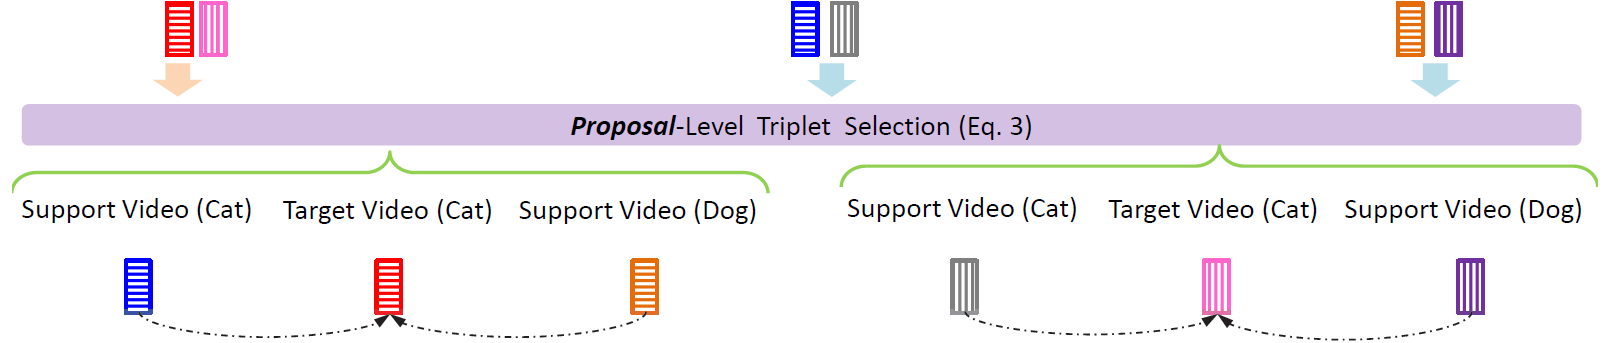 Proposal-Level Triplet Selection (Eq. 3)
Support Video (Cat) Target Video (Cat) Support Video (Dog) Support Video (Cat) Target Video (Cat) Support Video (Dog)